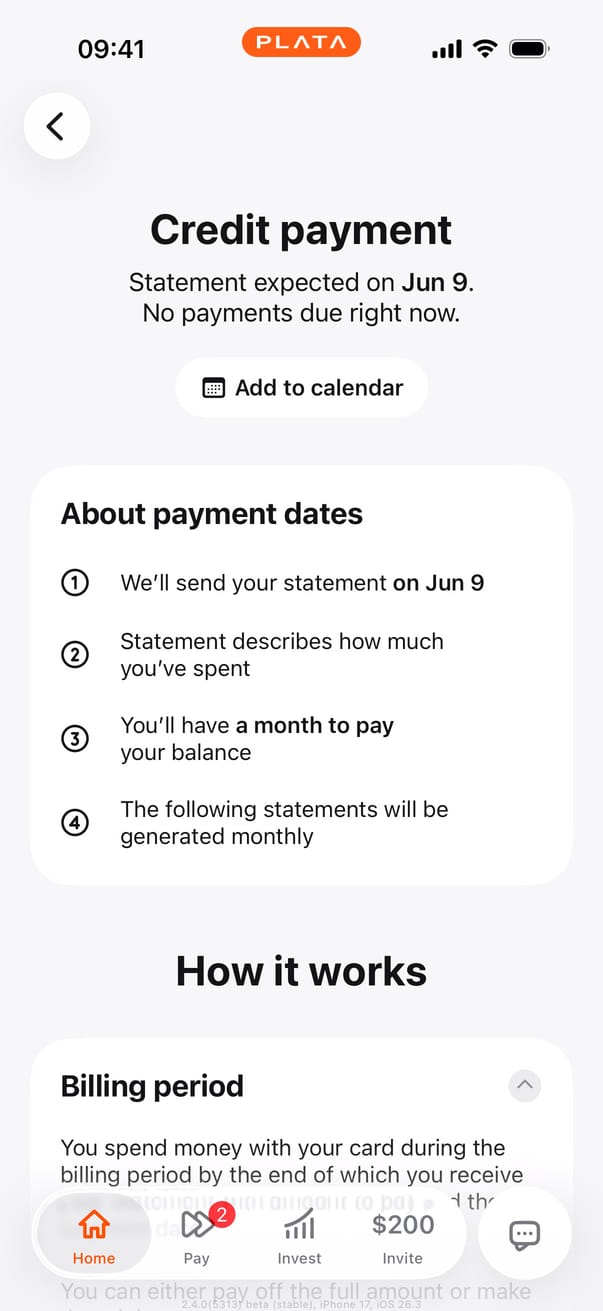 09:41
PLATA
Credit payment
Statement expected on Jun 9.
No payments due right now.
Add to calendar
About payment dates
1 We'll send your statement on Jun 9
2 Statement describes how much
you've spent
3 You'll have a month to pay
your balance
4 The following statements will be
generated monthly
How it works
Billing period
You spend money with your card during the
billing period by the end of which you receive
amount to pay
2
$200
Home
Pay
Invest
Invite
You can either pay off the full amount or make
2.4.0(5313) beta (stable), iPhone 17, iOS 26.3